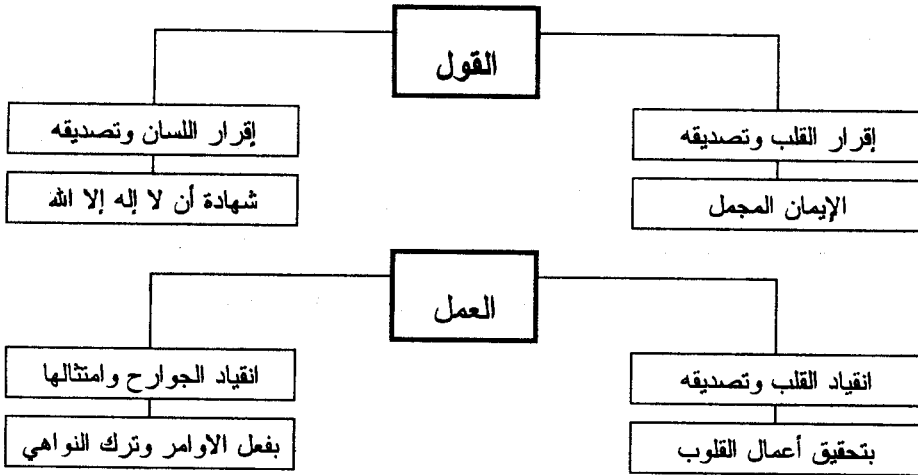 القول
إقرار القلب وتصديقه
الإيمان المجمل
إقرار اللسان وتصديقه
شهادة أن لا إله إلا الله
العمل
انقياد القلب وتصديقه
بتحقيق أعمال القلوب
انقياد الجوارح وامتثالها
بفعل الاوامر وترك النواهي